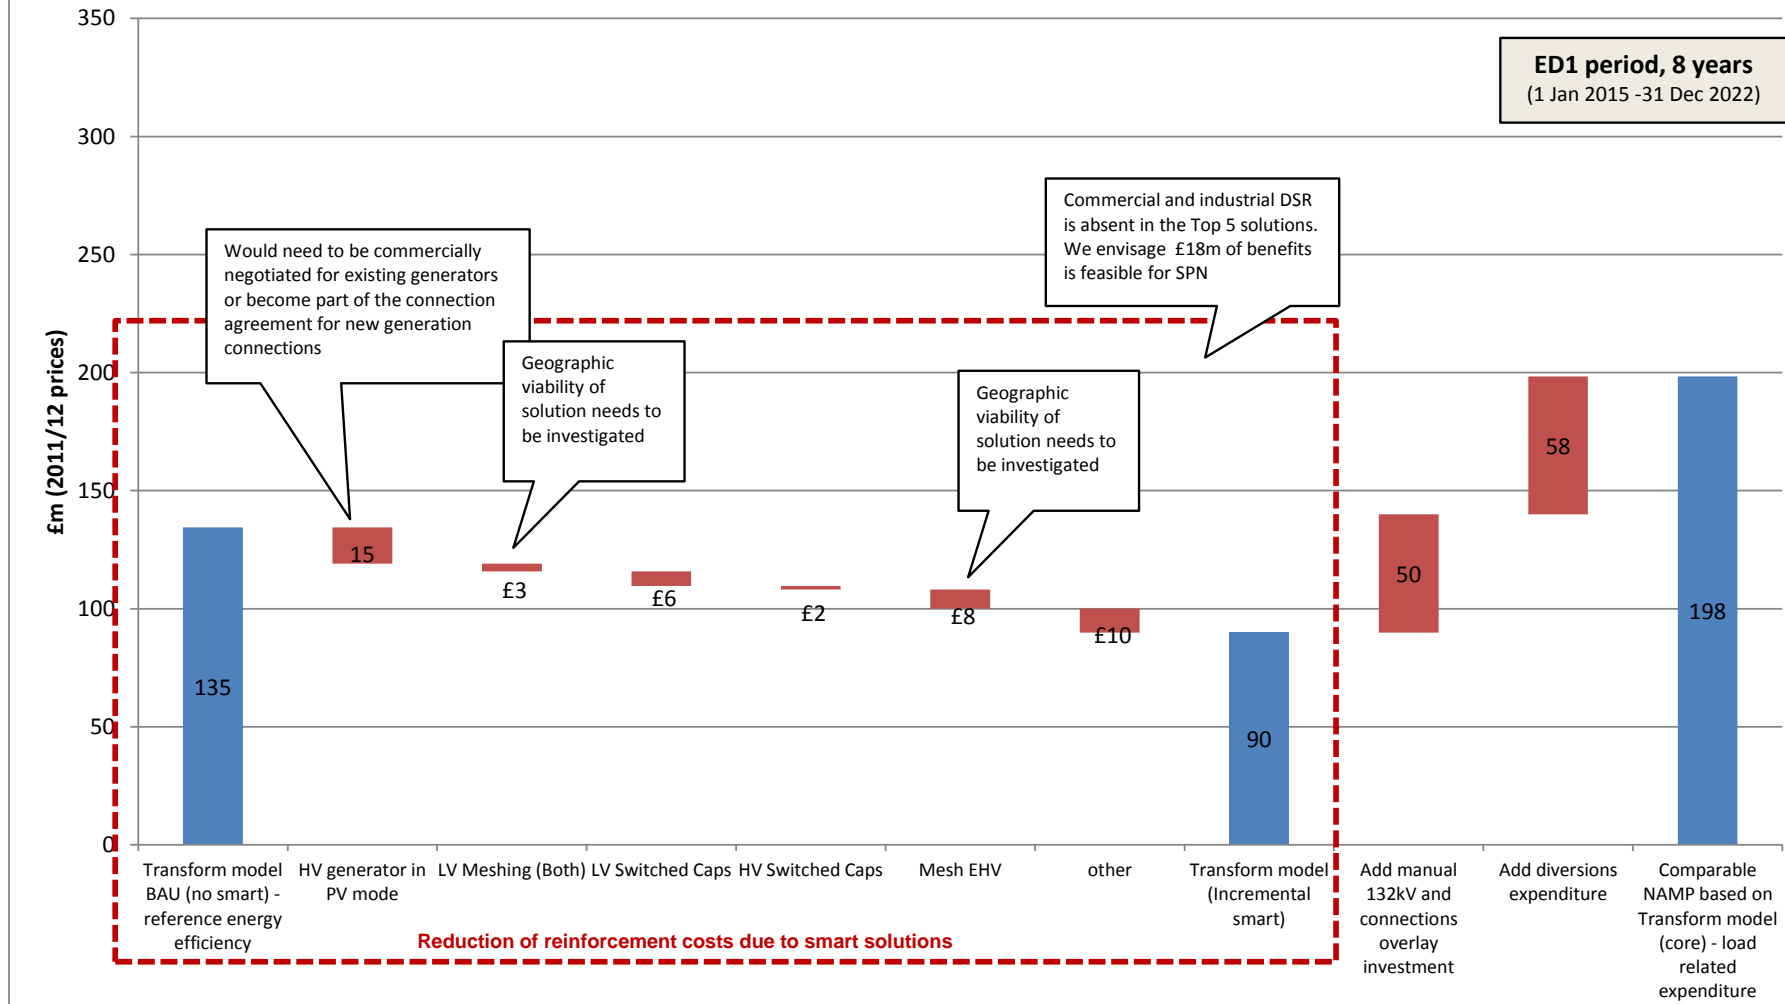 350
300
250
200
150
100
50
0
£m (2011/12 prices)
ED1 period, 8 years
(1 Jan 2015 -31 Dec 2022)
Would need to be commercially
negotiated for existing generators
or become part of the connection
agreement for new generation
connections
Geographic
viability of
solution needs to
be investigated
Geographic
viability of
solution needs to
be investigated
Commercial and industrial DSR
is absent in the Top 5 solutions.
We envisage £18m of benefits
is feasible for SPN
135
15
£3
£6
£2
£8
£10
90
50
58
198
Transform model
BAU (no smart) -
reference energy
efficiency
HV generator in
PV mode
LV Meshing (Both)
LV Switched Caps
HV Switched Caps
Mesh EHV
other
Transform model
(Incremental
smart)
Add manual
132kV and
connections
overlay
investment
Add diversions
expenditure
Comparable
NAMP based on
Transform model
(core) - load
related
expenditure
Reduction of reinforcement costs due to smart solutions